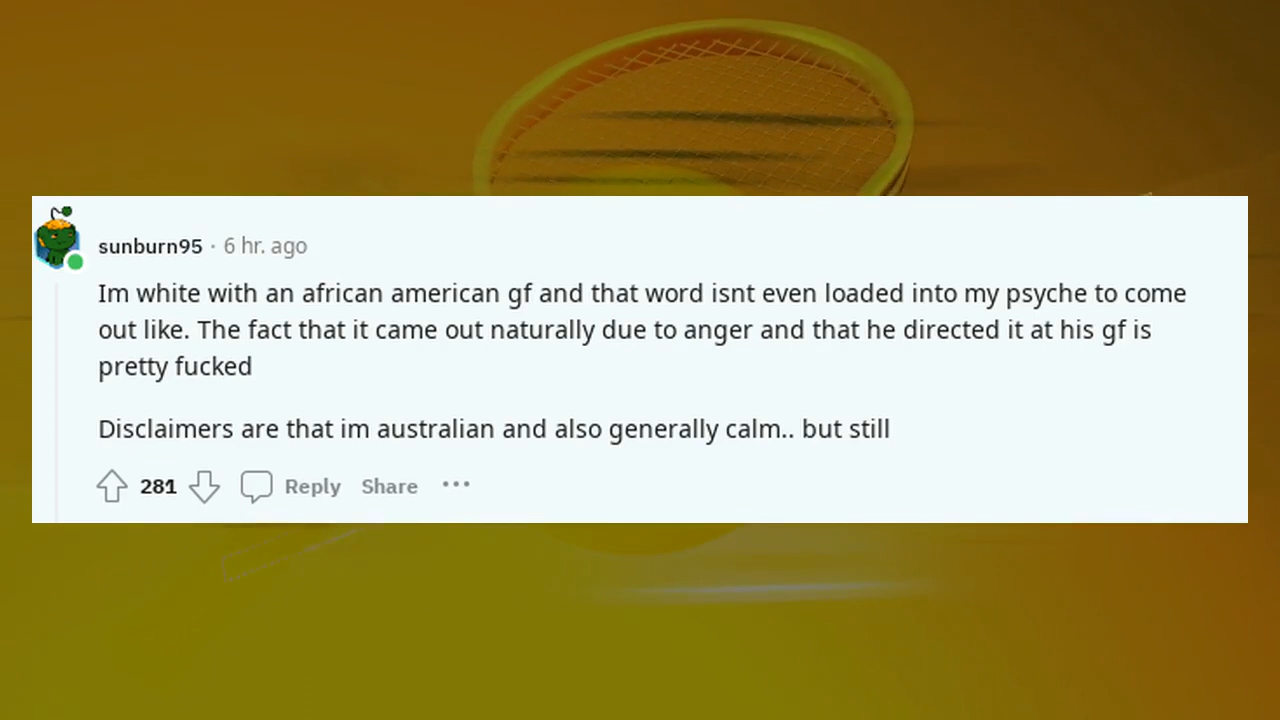 sunburn95 · 6 hr. ago
Im white with an african american gf and that word isnt even loaded into my psyche to come
out like. The fact that it came out naturally due to anger and that he directed it at his gf is
pretty fucked
Disclaimers are that im australian and also generally calm.. but still
281 Reply Share ···